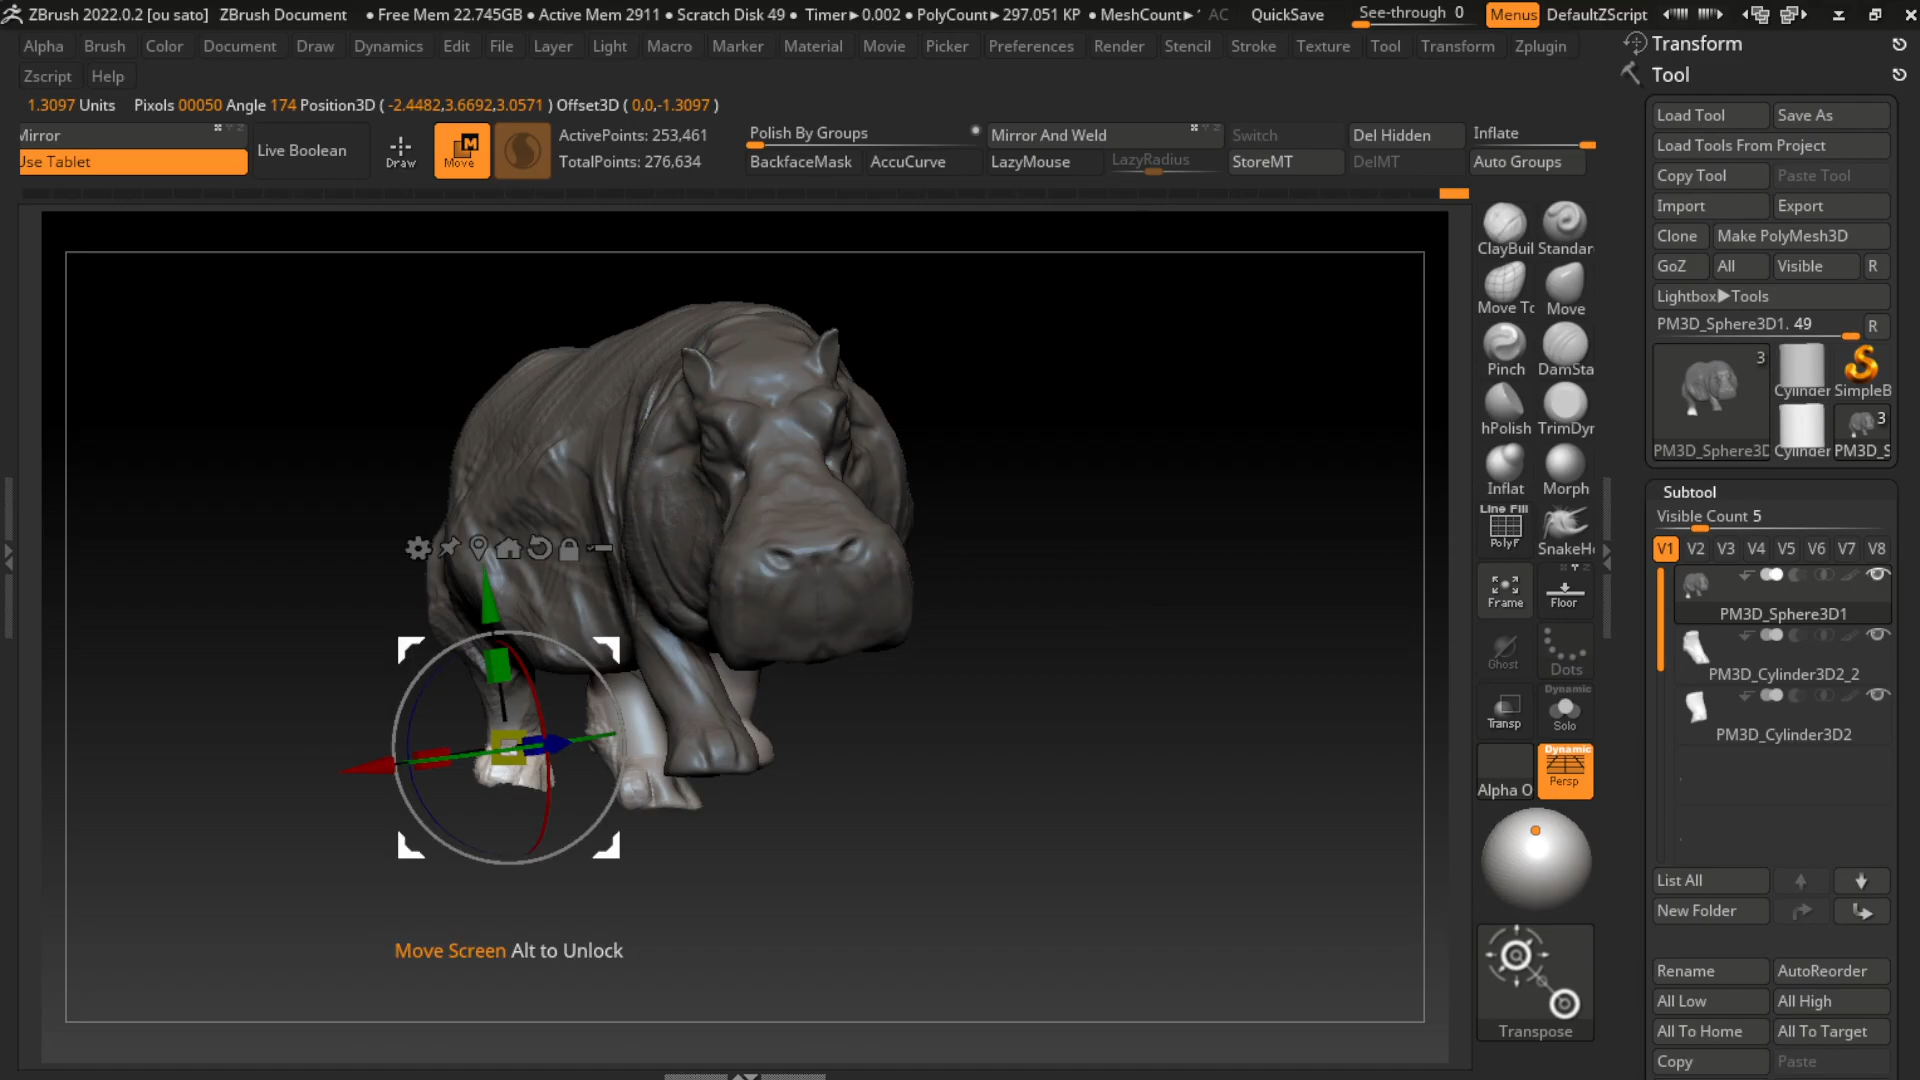 ZBrush 2022.0.2 [ou sato] ZBrush Document • Free Mem 22.745GB • Active Mem 2911 • Scratch Disk 49 • Timer▶0.002 • PolyCount▶297.051 KP • MeshCount▶ AC QuickSave See-through 0 Menus DefaultZScript
Alpha Brush Color Document Draw Dynamics Edit File Layer Light Macro Marker Material Movie Picker Preferences Render Stencil Stroke Texture Tool Transform Zplugin
Zscript Help
1.3097 Units Pixols 00050 Angle 174 Position3D ( -2.4482,3.6692,3.0571 ) Offset3D ( 0,0,-1.3097 )
Mirror
Use Tablet
Live Boolean
Draw
Move
ActivePoints: 253,461
TotalPoints: 276,634
Polish By Groups
BackfaceMask AccuCurve
Mirror And Weld
LazyMouse LazyRadius
Switch Del Hidden Inflate
StoreMT DelMT Auto Groups
Move Screen Alt to Unlock
ClayBuil Standar
Move To Move
Pinch DamSta
hPolish TrimDyn
Inflat Morph
Line Fill
PolyF SnakeHo
Frame Floor
Ghost Dots
Transp
Dynamic
Solo
Alpha O
Dynamic
Persp
Transpose
Transform
Tool
Load Tool Save As
Load Tools From Project
Copy Tool Paste Tool
Import Export
Clone Make PolyMesh3D
GoZ All Visible R
Lightbox▶Tools
PM3D_Sphere3D1. 49 R
3
Cylinder SimpleB
3
PM3D_Sphere3D Cylinder PM3D_S
Subtool
Visible Count 5
V1 V2 V3 V4 V5 V6 V7 V8
PM3D_Sphere3D1
PM3D_Cylinder3D2_2
PM3D_Cylinder3D2
List All
New Folder
Rename AutoReorder
All Low All High
All To Home All To Target
Copy Paste